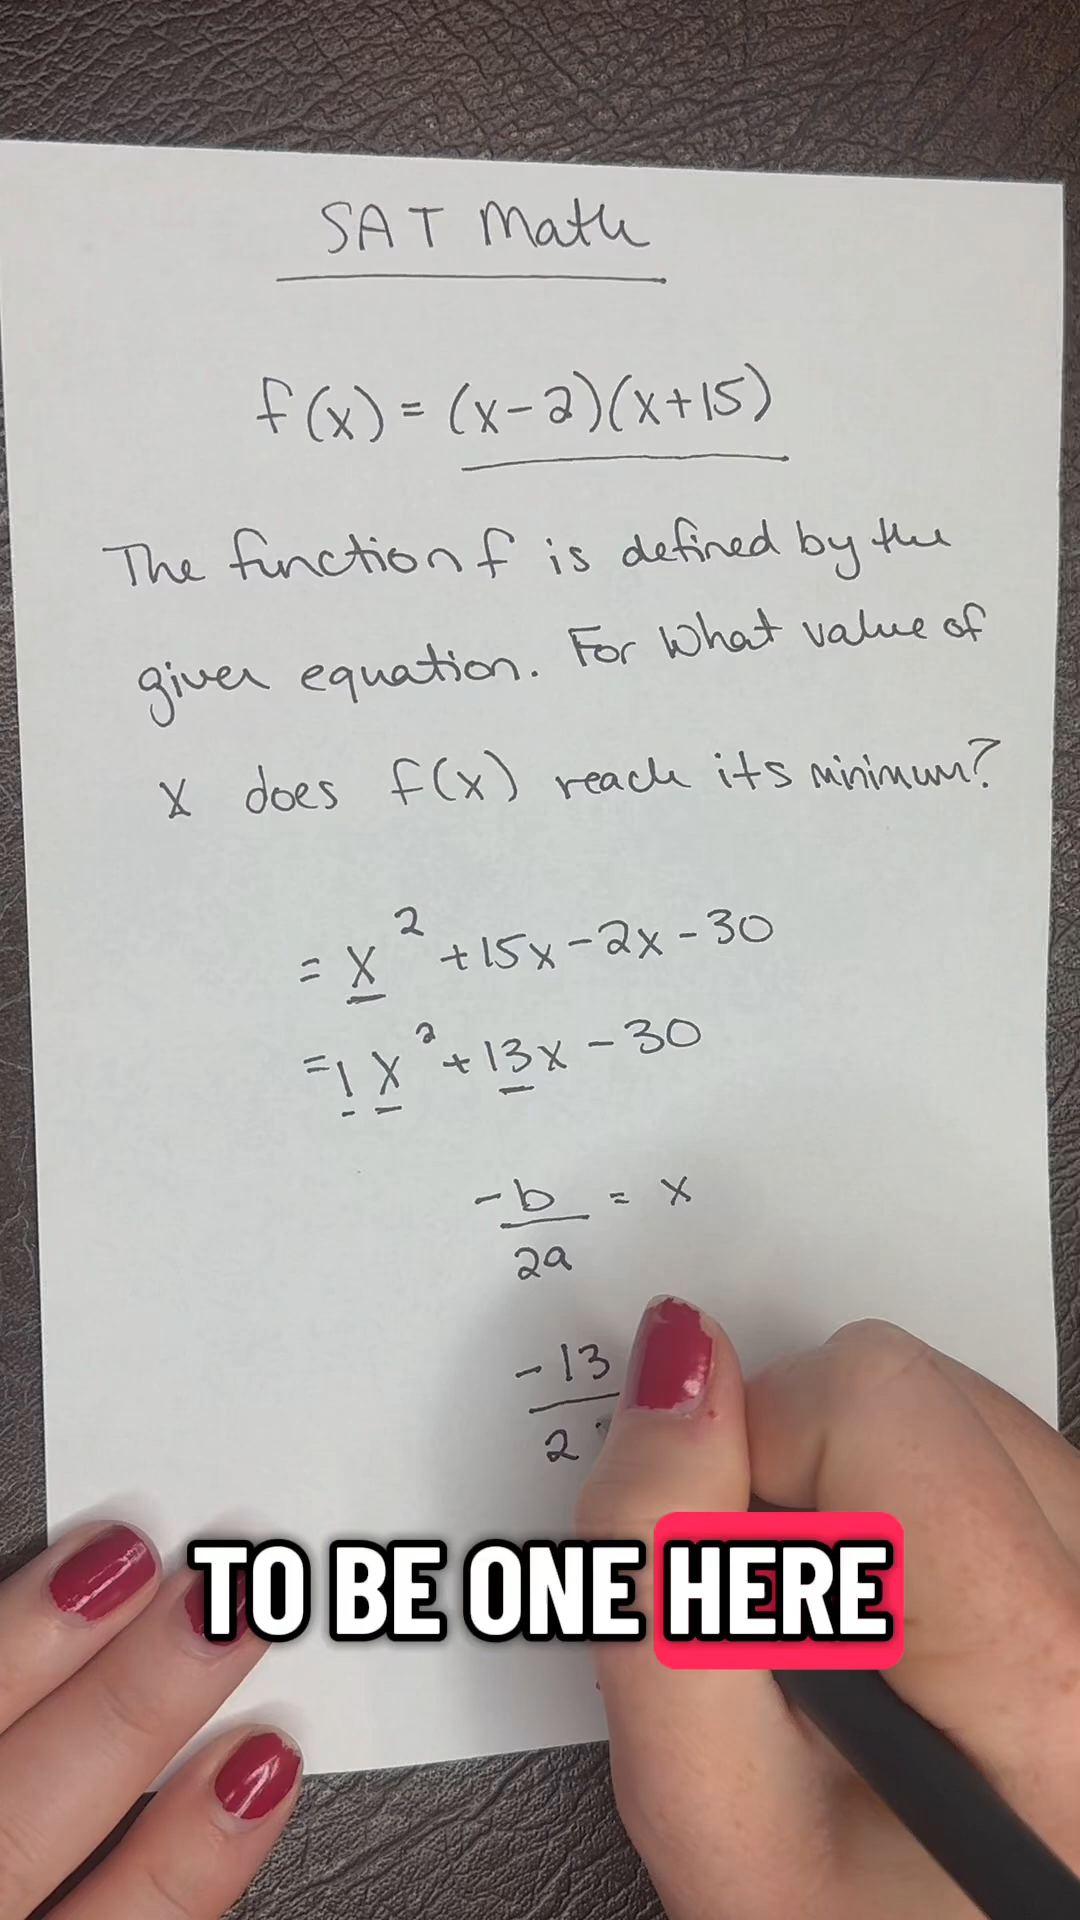 SAT Math
f(x) = (x-2)(x+15)
The function f is defined by the
given equation. For What value of
x does f(x) reach its minimum?
= x² +15x -2x -30
= 1x² +13x -30
-b/2a = x
-13/2
TO BE ONE HERE